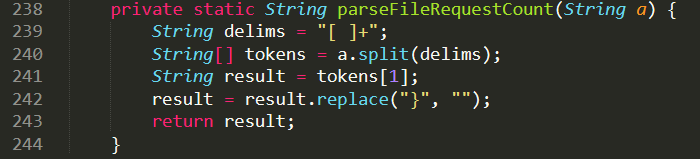 238 private static String parseFileRequestCount(String a) {
239 String delims = "[ ]+";
240 String[] tokens = a.split(delims);
241 String result = tokens[1];
242 result = result.replace("}", "");
243 return result;
244 }